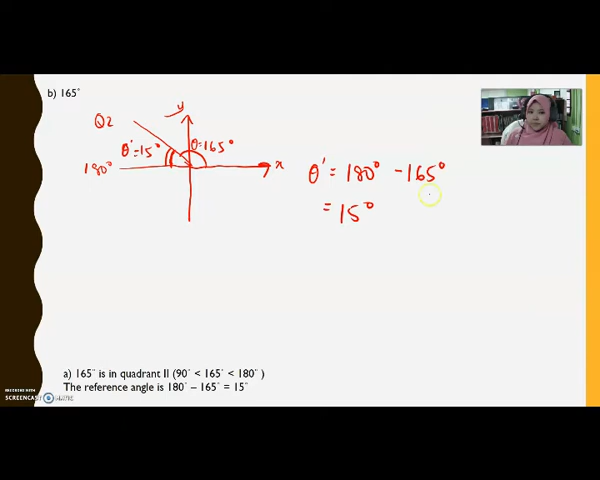 b) 165°
y
Q2
θ=165°
θ'=15°
180°
x
θ' = 180° -165°
= 15°
a) 165° is in quadrant II (90° < 165° < 180° )
The reference angle is 180° – 165° = 15°
SCREENCAST